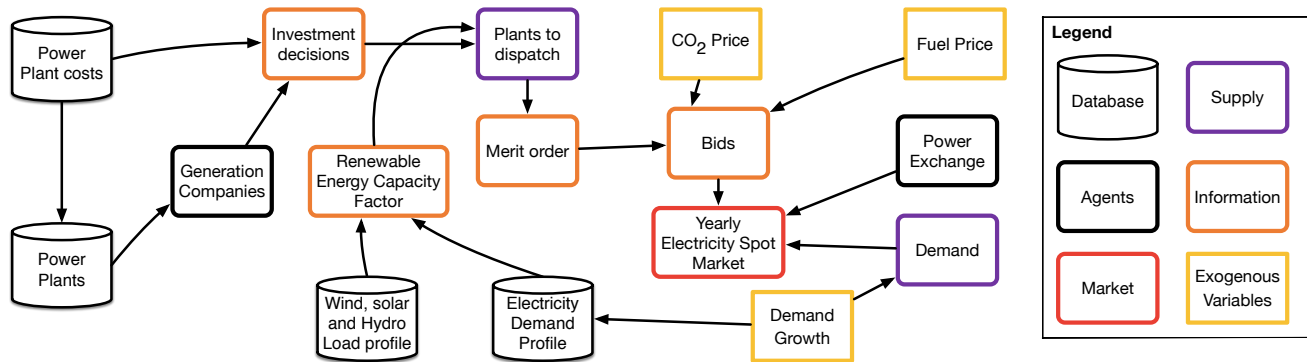 Power
Plant costs
Investment
decisions
Plants to
dispatch
CO2 Price
Fuel Price
Generation
Companies
Renewable
Energy Capacity
Factor
Merit order
Bids
Power
Exchange
Power
Plants
Yearly
Electricity Spot
Market
Demand
Wind, solar
and Hydro
Load profile
Electricity
Demand
Profile
Demand
Growth
Legend
Database
Supply
Agents
Information
Market
Exogenous
Variables